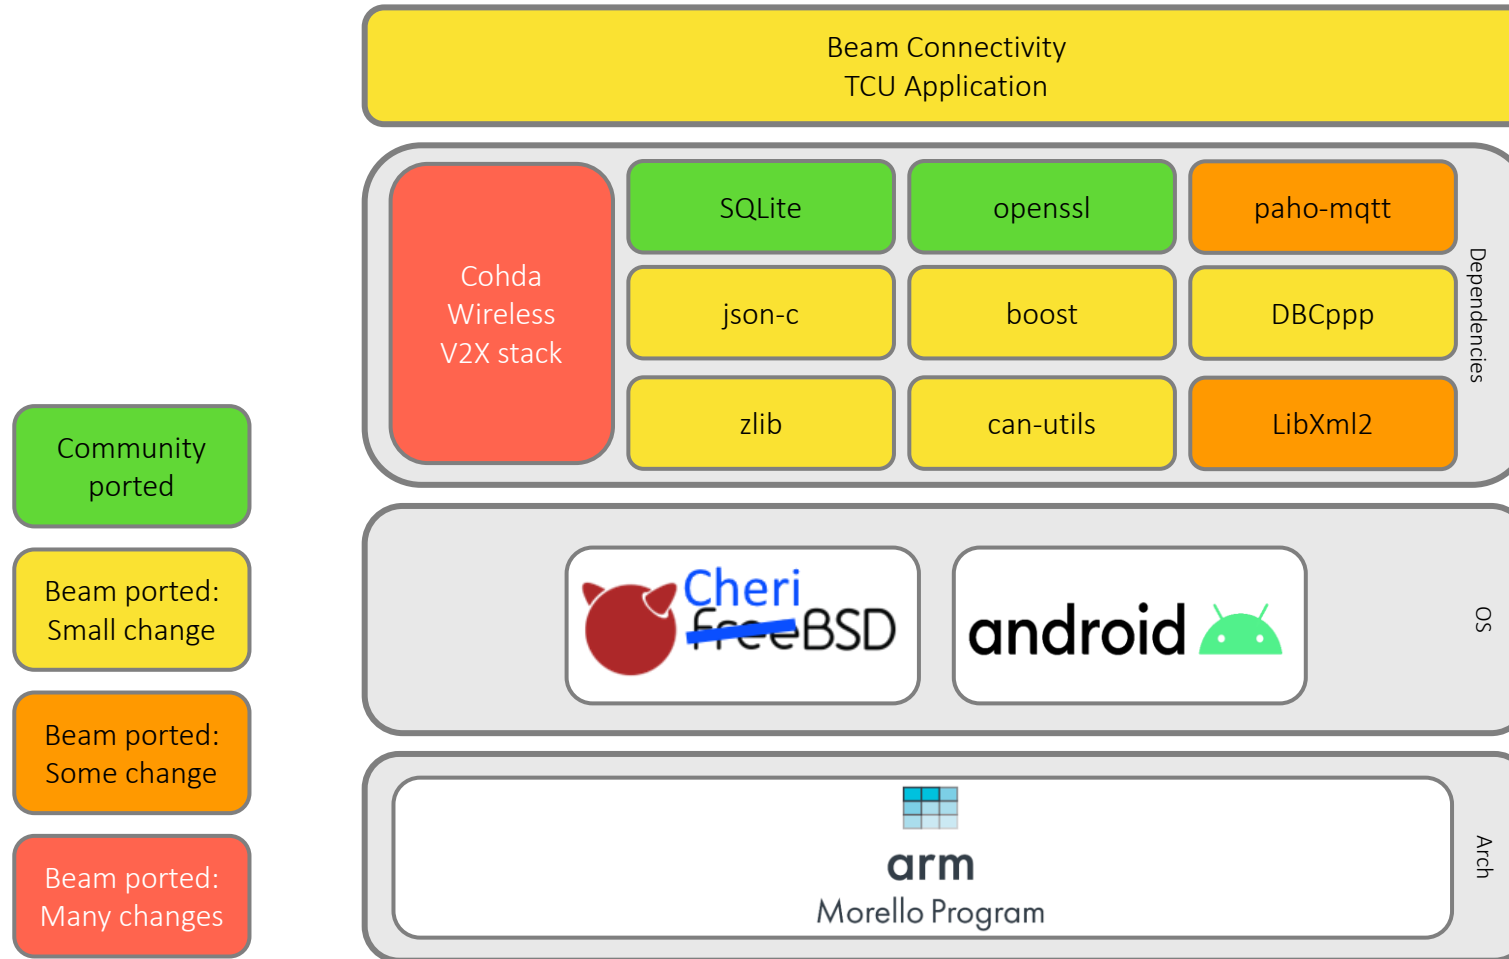 Beam Connectivity
TCU Application
Cohda
Wireless
V2X stack
SQLite
openssl
paho-mqtt
json-c
boost
DBCppp
zlib
can-utils
LibXml2
Dependencies
Community
ported
Beam ported:
Small change
Beam ported:
Some change
Beam ported:
Many changes
Cheri
FreeBSD
android
OS
arm
Morello Program
Arch